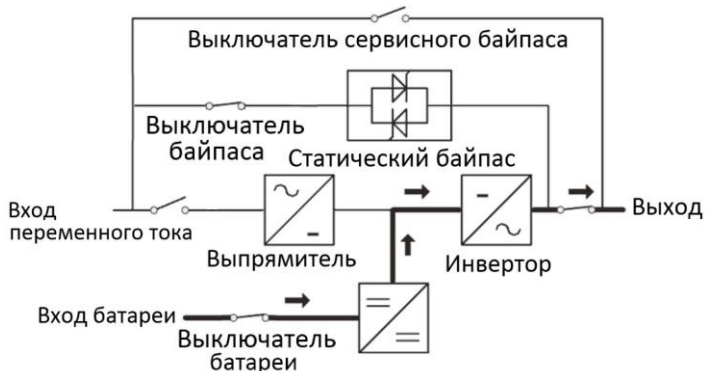 Выключатель сервисного байпаса
Выключатель
байпаса
Статический байпас
Вход
переменного тока
Выпрямитель
Инвертор
Выход
Вход батареи
Выключатель
батареи